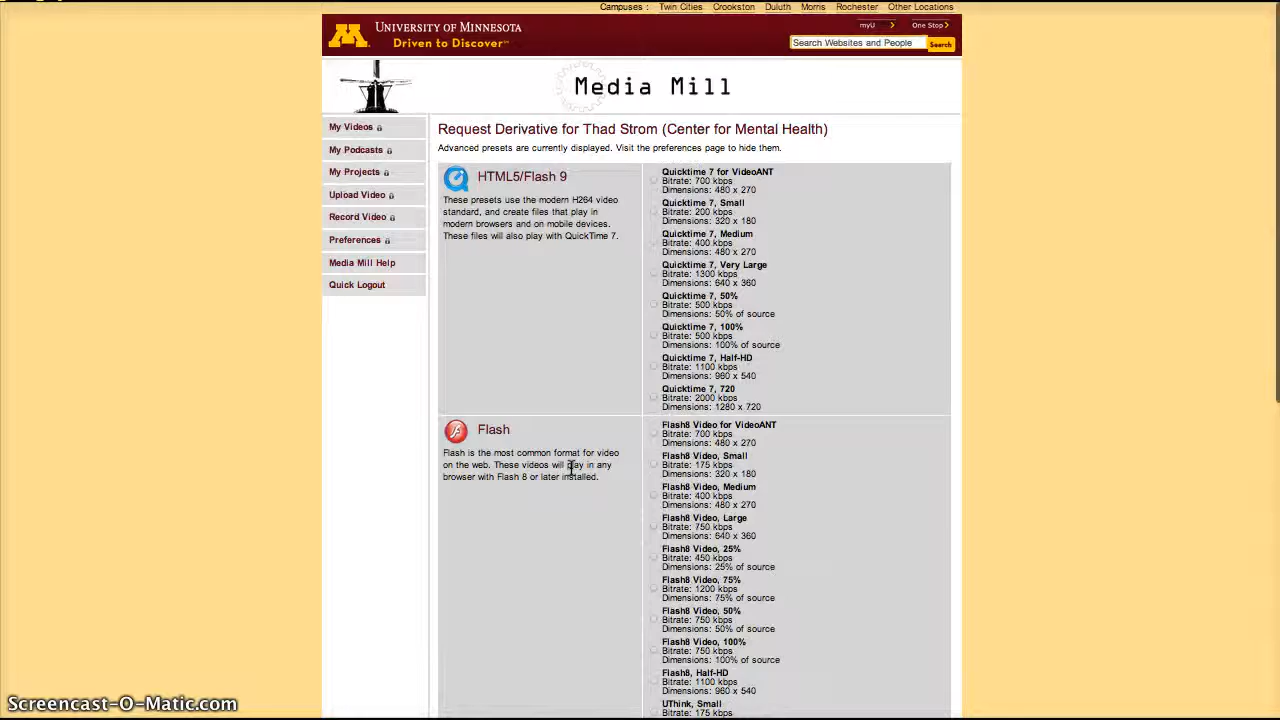 Campuses : Twin Cities Crookston Duluth Morris Rochester Other Locations
UNIVERSITY OF MINNESOTA
Driven to Discover℠
myU One Stop
Search Websites and People Search
Media Mill
My Videos
My Podcasts
My Projects
Upload Video
Record Video
Preferences
Media Mill Help
Quick Logout
Request Derivative for Thad Strom (Center for Mental Health)
Advanced presets are currently displayed. Visit the preferences page to hide them.
HTML5/Flash 9
These presets use the modern H264 video
standard, and create files that play in
modern browsers and on mobile devices.
These files will also play with QuickTime 7.
Quicktime 7 for VideoANT
Bitrate: 700 kbps
Dimensions: 480 x 270
Quicktime 7, Small
Bitrate: 200 kbps
Dimensions: 320 x 180
Quicktime 7, Medium
Bitrate: 400 kbps
Dimensions: 480 x 270
Quicktime 7, Very Large
Bitrate: 1300 kbps
Dimensions: 640 x 360
Quicktime 7, 50%
Bitrate: 500 kbps
Dimensions: 50% of source
Quicktime 7, 100%
Bitrate: 500 kbps
Dimensions: 100% of source
Quicktime 7, Half-HD
Bitrate: 1100 kbps
Dimensions: 960 x 540
Quicktime 7, 720
Bitrate: 2000 kbps
Dimensions: 1280 x 720
Flash
Flash is the most common format for video
on the web. These videos will play in any
browser with Flash 8 or later installed.
Flash8 Video for VideoANT
Bitrate: 700 kbps
Dimensions: 480 x 270
Flash8 Video, Small
Bitrate: 175 kbps
Dimensions: 320 x 180
Flash8 Video, Medium
Bitrate: 400 kbps
Dimensions: 480 x 270
Flash8 Video, Large
Bitrate: 750 kbps
Dimensions: 640 x 360
Flash8 Video, 25%
Bitrate: 450 kbps
Dimensions: 25% of source
Flash8 Video, 75%
Bitrate: 1200 kbps
Dimensions: 75% of source
Flash8 Video, 50%
Bitrate: 750 kbps
Dimensions: 50% of source
Flash8 Video, 100%
Bitrate: 750 kbps
Dimensions: 100% of source
Flash8, Half-HD
Bitrate: 1100 kbps
Dimensions: 960 x 540
UThink, Small
Bitrate: 175 kbps
Screencast-O-Matic.com